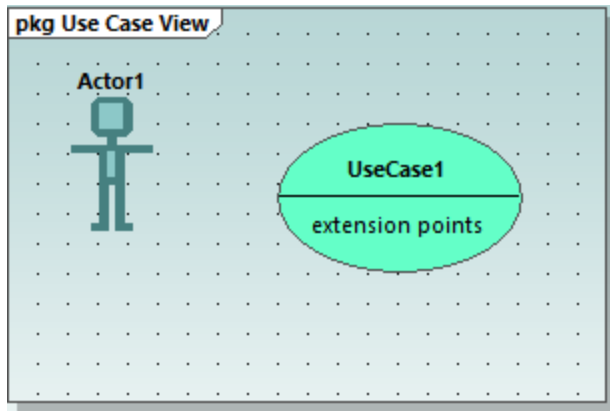 pkg Use Case View
Actor1
UseCase1
extension points